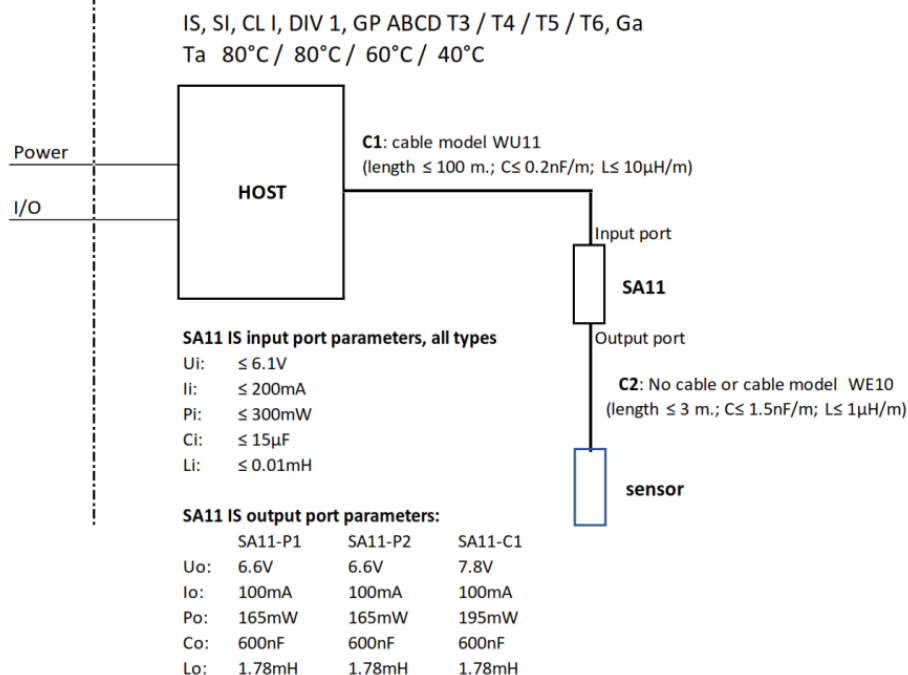 IS, SI, CL I, DIV 1, GP ABCD T3 / T4 / T5 / T6, Ga
Ta 80°C / 80°C / 60°C / 40°C
Power
I/O
HOST
C1: cable model WU11
(length ≤ 100 m.; C≤ 0.2nF/m; L≤ 10µH/m)
Input port
SA11
Output port
C2: No cable or cable model WE10
(length ≤ 3 m.; C≤ 1.5nF/m; L≤ 1µH/m)
sensor
SA11 IS input port parameters, all types
Ui: ≤ 6.1V
Ii: ≤ 200mA
Pi: ≤ 300mW
Ci: ≤ 15µF
Li: ≤ 0.01mH
SA11 IS output port parameters:
SA11-P1 SA11-P2 SA11-C1
Uo: 6.6V 6.6V 7.8V
Io: 100mA 100mA 100mA
Po: 165mW 165mW 195mW
Co: 600nF 600nF 600nF
Lo: 1.78mH 1.78mH 1.78mH